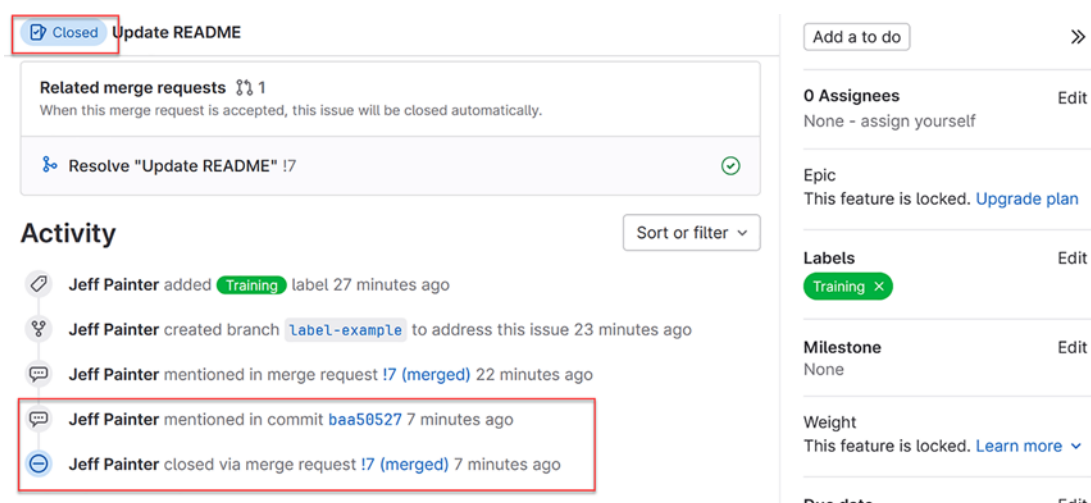 Closed Update README
Related merge requests 1
When this merge request is accepted, this issue will be closed automatically.
Resolve "Update README" !7
Activity
Sort or filter
Jeff Painter added Training label 27 minutes ago
Jeff Painter created branch label-example to address this issue 23 minutes ago
Jeff Painter mentioned in merge request !7 (merged) 22 minutes ago
Jeff Painter mentioned in commit baa50527 7 minutes ago
Jeff Painter closed via merge request !7 (merged) 7 minutes ago
Add a to do
0 Assignees Edit
None - assign yourself
Epic
This feature is locked. Upgrade plan
Labels Edit
Training ×
Milestone Edit
None
Weight
This feature is locked. Learn more
Due date Edit